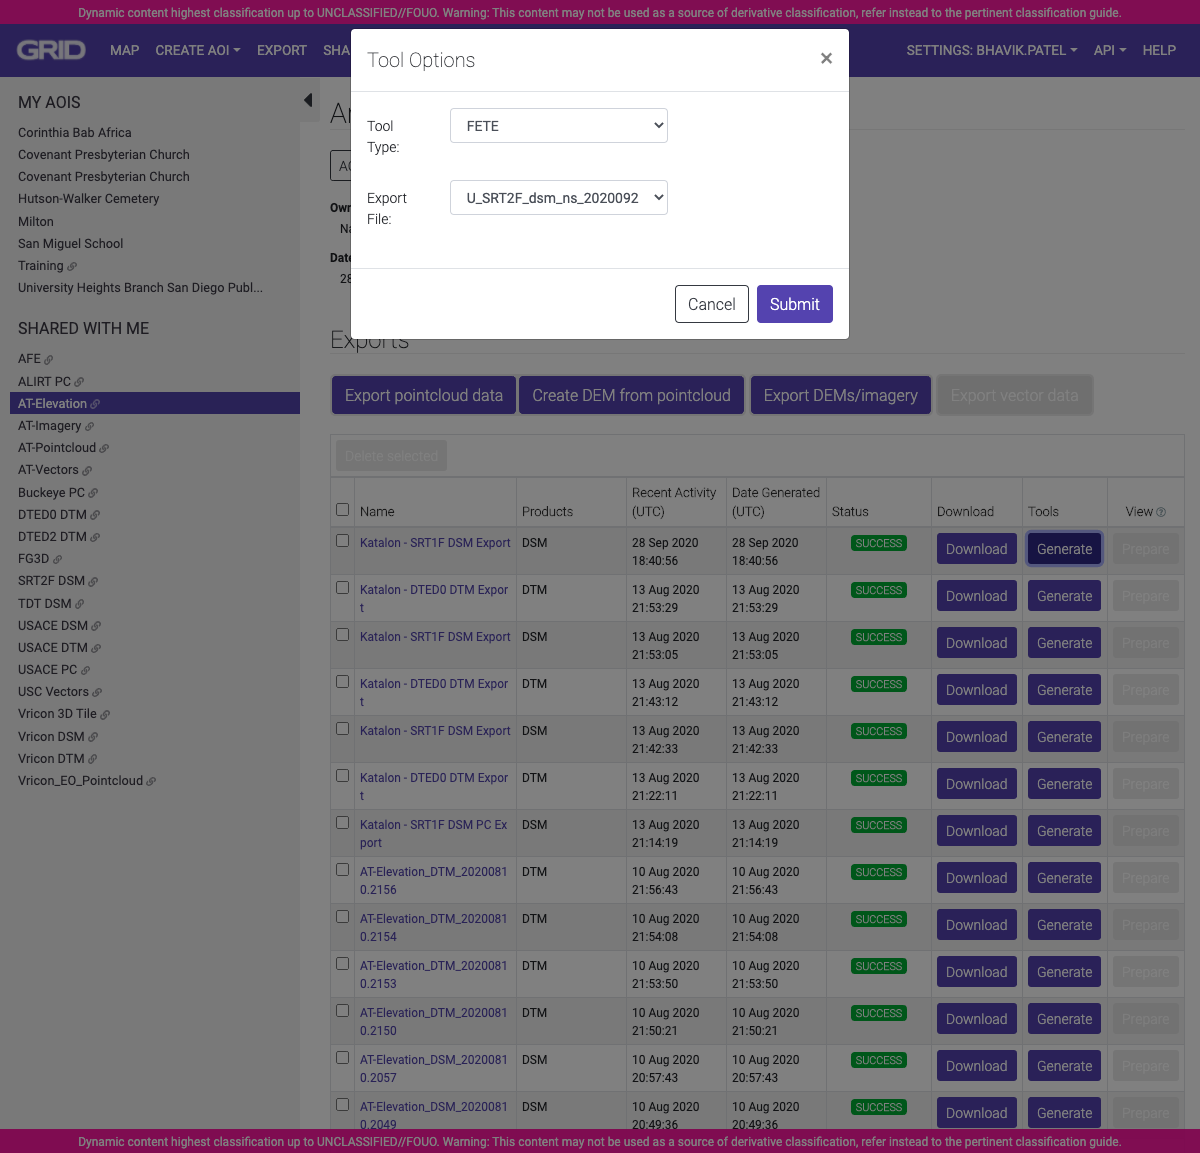 Dynamic content highest classification up to UNCLASSIFIED//FOUO. Warning: This content may not be used as a source of derivative classification, refer instead to the pertinent classification guide.
GRID MAP CREATE AOI EXPORT SHA SETTINGS: BHAVIK.PATEL API HELP
Tool Options ×
Tool Type: FETE
Export File: U_SRT2F_dsm_ns_2020092
Cancel Submit
MY AOIS
Corinthia Bab Africa
Covenant Presbyterian Church
Covenant Presbyterian Church
Hutson-Walker Cemetery
Milton
San Miguel School
Training
University Heights Branch San Diego Publ...
SHARED WITH ME
AFE
ALIRT PC
AT-Elevation
AT-Imagery
AT-Pointcloud
AT-Vectors
Buckeye PC
DTED0 DTM
DTED2 DTM
FG3D
SRT2F DSM
TDT DSM
USACE DSM
USACE DTM
USACE PC
USC Vectors
Vricon 3D Tile
Vricon DSM
Vricon DTM
Vricon_EO_Pointcloud
Own
Na
Date
28
Exports
Export pointcloud data Create DEM from pointcloud Export DEMs/imagery Export vector data
Delete selected
Name Products Recent Activity (UTC) Date Generated (UTC) Status Download Tools View
Katalon - SRT1F DSM Export DSM 28 Sep 2020 18:40:56 28 Sep 2020 18:40:56 SUCCESS Download Generate Prepare
Katalon - DTED0 DTM Export DTM 13 Aug 2020 21:53:29 13 Aug 2020 21:53:29 SUCCESS Download Generate Prepare
Katalon - SRT1F DSM Export DSM 13 Aug 2020 21:53:05 13 Aug 2020 21:53:05 SUCCESS Download Generate Prepare
Katalon - DTED0 DTM Export DTM 13 Aug 2020 21:43:12 13 Aug 2020 21:43:12 SUCCESS Download Generate Prepare
Katalon - SRT1F DSM Export DSM 13 Aug 2020 21:42:33 13 Aug 2020 21:42:33 SUCCESS Download Generate Prepare
Katalon - DTED0 DTM Export DTM 13 Aug 2020 21:22:11 13 Aug 2020 21:22:11 SUCCESS Download Generate Prepare
Katalon - SRT1F DSM PC Export DSM 13 Aug 2020 21:14:19 13 Aug 2020 21:14:19 SUCCESS Download Generate Prepare
AT-Elevation_DTM_20200810.2156 DTM 10 Aug 2020 21:56:43 10 Aug 2020 21:56:43 SUCCESS Download Generate Prepare
AT-Elevation_DTM_20200810.2154 DTM 10 Aug 2020 21:54:08 10 Aug 2020 21:54:08 SUCCESS Download Generate Prepare
AT-Elevation_DTM_20200810.2153 DTM 10 Aug 2020 21:53:50 10 Aug 2020 21:53:50 SUCCESS Download Generate Prepare
AT-Elevation_DTM_20200810.2150 DTM 10 Aug 2020 21:50:21 10 Aug 2020 21:50:21 SUCCESS Download Generate Prepare
AT-Elevation_DSM_20200810.2057 DSM 10 Aug 2020 20:57:43 10 Aug 2020 20:57:43 SUCCESS Download Generate Prepare
AT-Elevation_DSM_20200810.2049 DSM 10 Aug 2020 20:49:36 10 Aug 2020 20:49:36 SUCCESS Download Generate Prepare
Dynamic content highest classification up to UNCLASSIFIED//FOUO. Warning: This content may not be used as a source of derivative classification, refer instead to the pertinent classification guide.